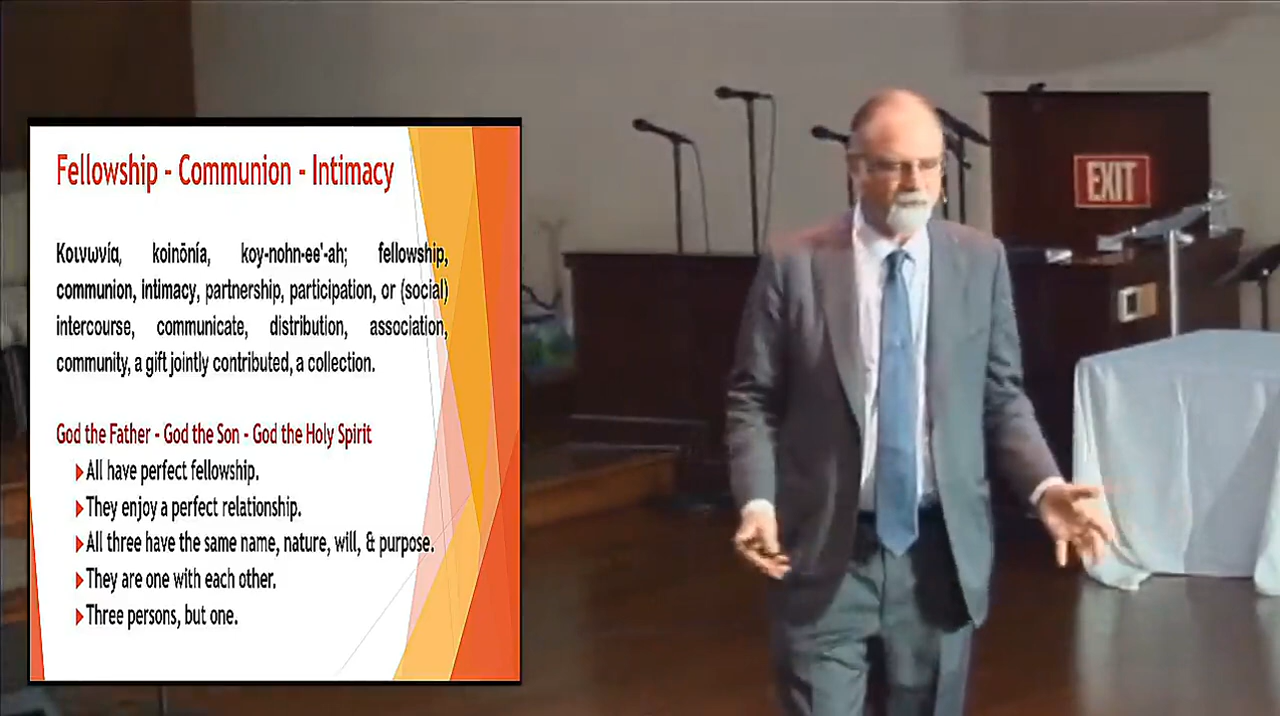 Fellowship - Communion - Intimacy
Κοινωνία, koinōnía, koy-nohn-ee'-ah; fellowship,
communion, intimacy, partnership, participation, or (social)
intercourse, communicate, distribution, association,
community, a gift jointly contributed, a collection.
God the Father - God the Son - God the Holy Spirit
All have perfect fellowship.
They enjoy a perfect relationship.
All three have the same name, nature, will, & purpose.
They are one with each other.
Three persons, but one.
EXIT